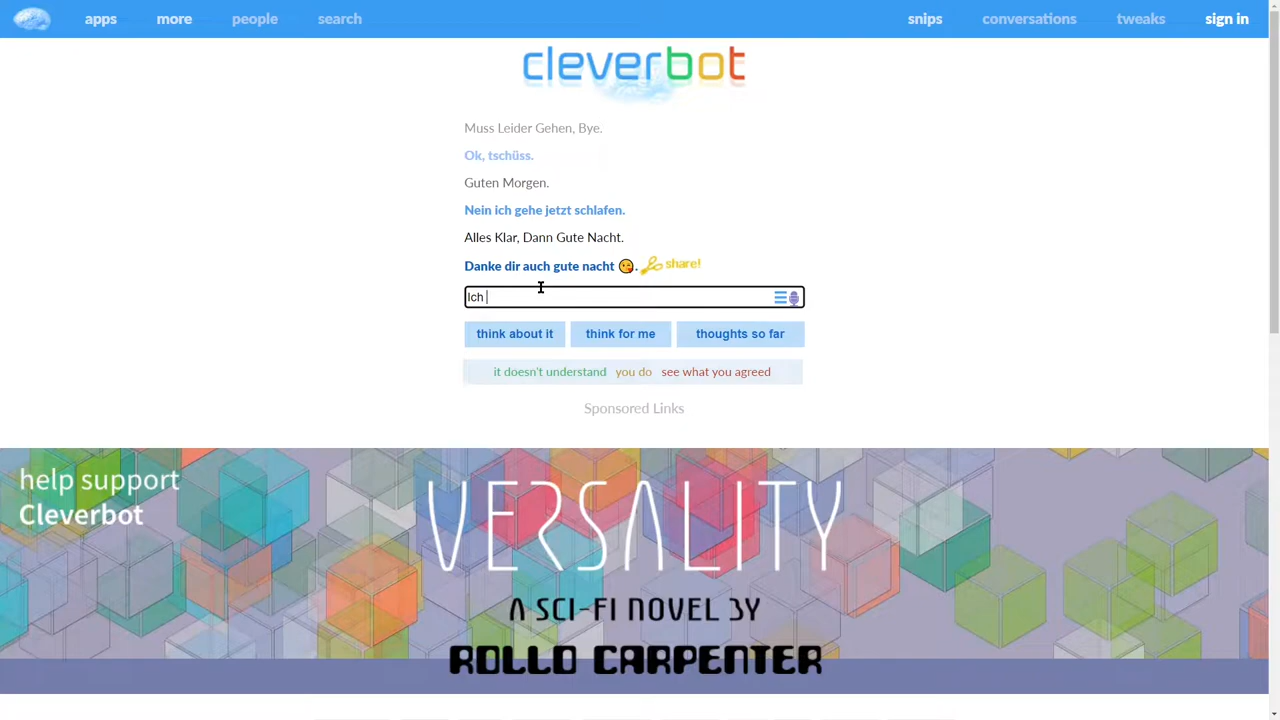 apps more people search snips conversations tweaks sign in
cleverbot
Muss Leider Gehen, Bye.
Ok, tschüss.
Guten Morgen.
Nein ich gehe jetzt schlafen.
Alles Klar, Dann Gute Nacht.
Danke dir auch gute nacht 😘. share!
Ich
think about it think for me thoughts so far
it doesn't understand you do see what you agreed
Sponsored Links
help support
Cleverbot
VERSALITY
A SCI-FI NOVEL BY
ROLLO CARPENTER